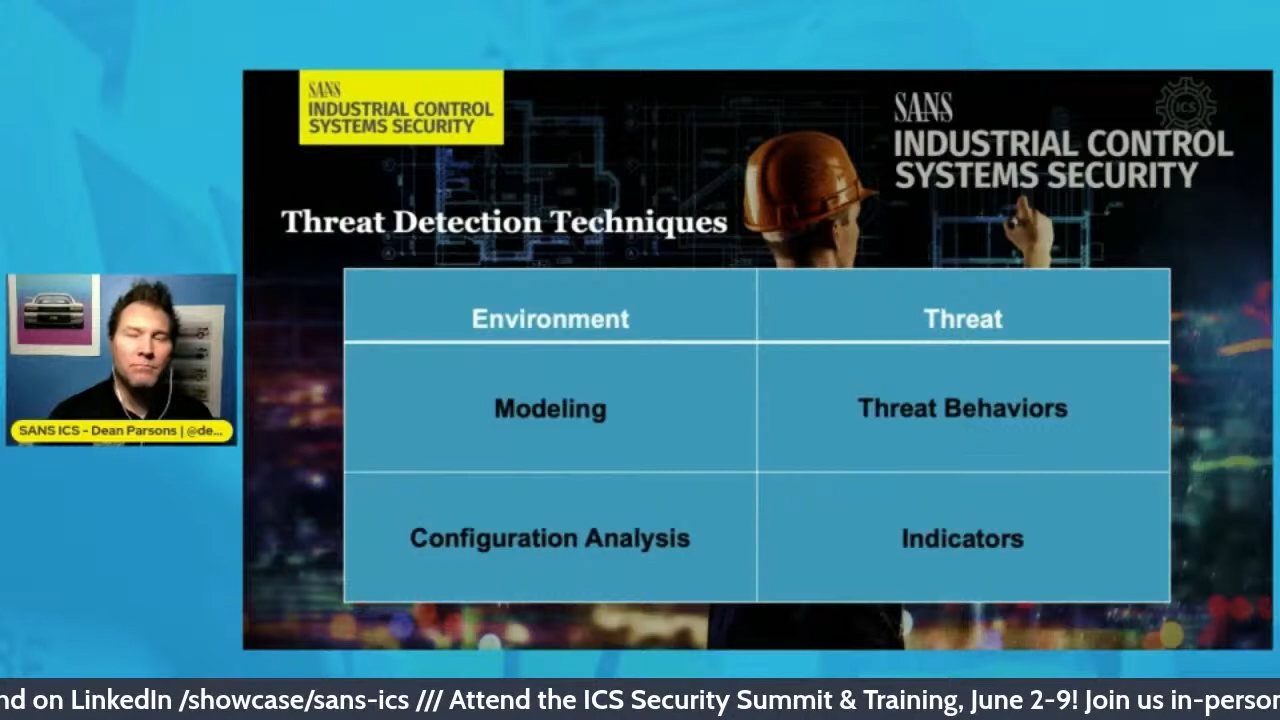 SANS
INDUSTRIAL CONTROL
SYSTEMS SECURITY
SANS
ICS
INDUSTRIAL CONTROL
SYSTEMS SECURITY
Threat Detection Techniques
Environment
Threat
Modeling
Threat Behaviors
Configuration Analysis
Indicators
SANS ICS - Dean Parsons | @de...
nd on LinkedIn /showcase/sans-ics /// Attend the ICS Security Summit & Training, June 2-9! Join us in-person